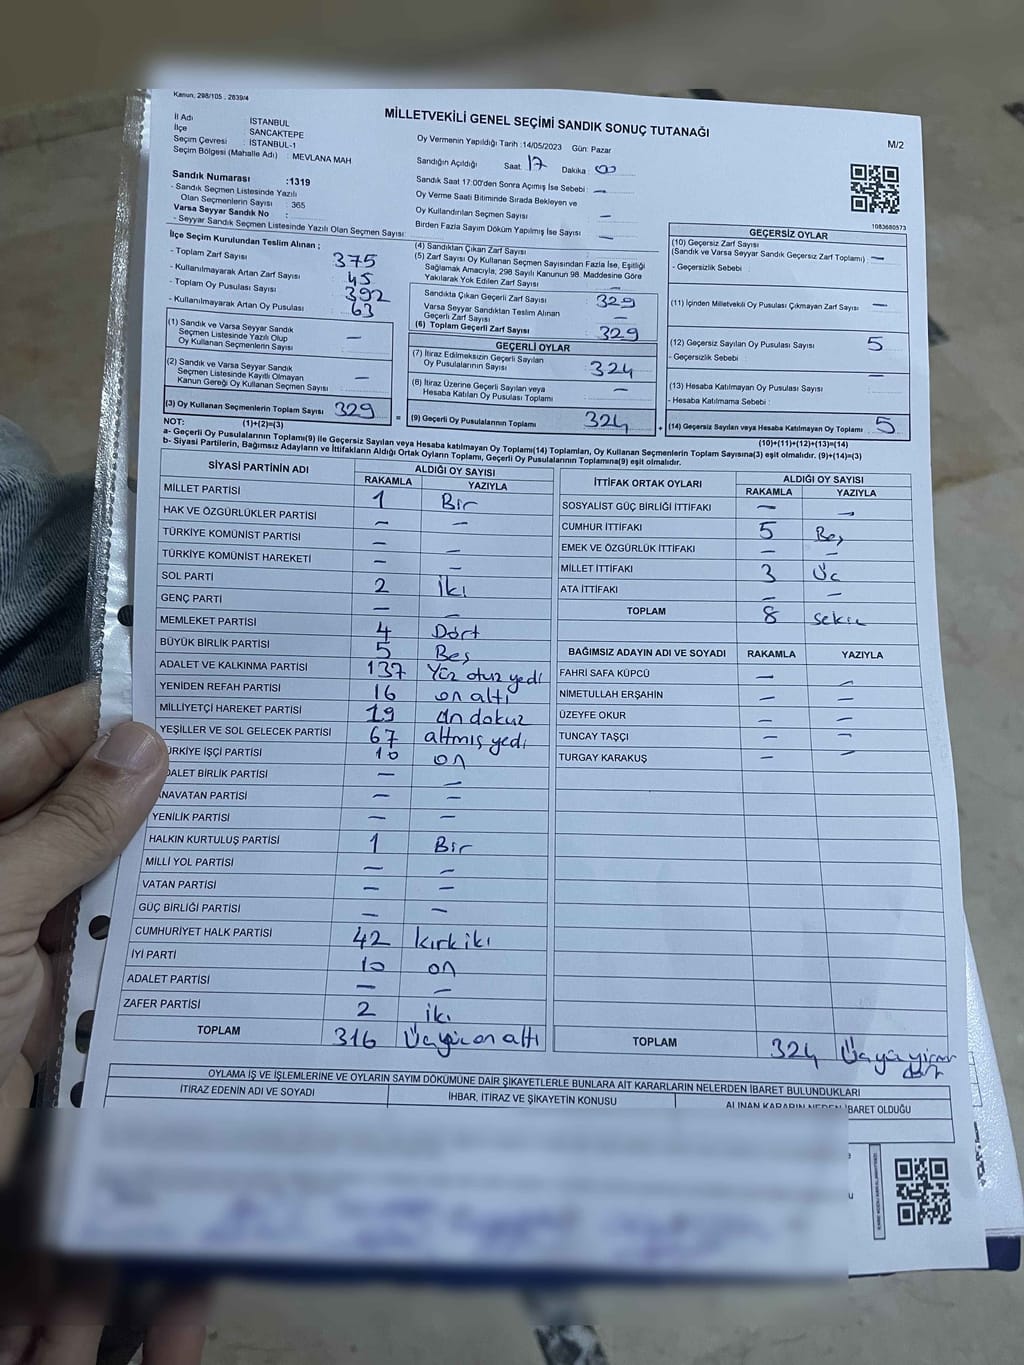 Kanun, 298/105 , 2839/4
MİLLETVEKİLİ GENEL SEÇİMİ SANDIK SONUÇ TUTANAĞI
M/2
İl Adı : İSTANBUL
İlçe : SANCAKTEPE
Seçim Çevresi : İSTANBUL-1
Seçim Bölgesi (Mahalle Adı) : MEVLANA MAH
Sandık Numarası :1319
- Sandık Seçmen Listesinde Yazılı
Olan Seçmenlerin Sayısı : 365
Varsa Seyyar Sandık No :
- Seyyar Sandık Seçmen Listesinde Yazılı Olan Seçmen Sayısı:
Oy Vermenin Yapıldığı Tarih :14/05/2023 Gün: Pazar
Sandığın Açıldığı Saat: 17 Dakika 00
Sandık Saat 17:00'den Sonra Açımış İse Sebebi : —
Oy Verme Saati Bitiminde Sırada Bekleyen ve
Oy Kullandırılan Seçmen Sayısı —
Birden Fazla Sayım Döküm Yapılmış İse Sayısı —
1083680573
İlçe Seçim Kurulundan Teslim Alınan ;
- Toplam Zarf Sayısı 375
- Kullanılmayarak Artan Zarf Sayısı 45
- Toplam Oy Pusulası Sayısı 392
- Kullanılmayarak Artan Oy Pusulası 63
(1) Sandık ve Varsa Seyyar Sandık
Seçmen Listesinde Yazılı Olup
Oy Kullanan Seçmenlerin Sayısı —
(2) Sandık ve Varsa Seyyar Sandık
Seçmen Listesinde Kayıtlı Olmayan
Kanun Gereği Oy Kullanan Seçmen Sayısı —
(3) Oy Kullanan Seçmenlerin Toplam Sayısı 329 =
(4) Sandıktan Çıkan Zarf Sayısı —
(5) Zarf Sayısı Oy Kullanan Seçmen Sayısından Fazla İse, Eşitliği
Sağlamak Amacıyla, 298 Sayılı Kanunun 98. Maddesine Göre
Yakılarak Yok Edilen Zarf Sayısı —
Sandıkta Çıkan Geçerli Zarf Sayısı 329
Varsa Seyyar Sandıktan Teslim Alınan
Geçerli Zarf Sayısı —
(6) Toplam Geçerli Zarf Sayısı 329
GEÇERLİ OYLAR
(7) İtiraz Edilmeksizin Geçerli Sayılan
Oy Pusulalarının Sayısı 324
(8) İtiraz Üzerine Geçerli Sayılan veya
Hesaba Katılan Oy Pusulası Toplamı —
(9) Geçerli Oy Pusulalarının Toplamı 324 +
GEÇERSİZ OYLAR
(10) Geçersiz Zarf Sayısı
(Sandık ve Varsa Seyyar Sandık Geçersiz Zarf Toplamı) —
- Geçersizlik Sebebi :
(11) İçinden Milletvekili Oy Pusulası Çıkmayan Zarf Sayısı —
(12) Geçersiz Sayılan Oy Pusulası Sayısı 5
- Geçersizlik Sebebi :
(13) Hesaba Katılmayan Oy Pusulası Sayısı —
- Hesaba Katılmama Sebebi :
(14) Geçersiz Sayılan veya Hesaba Katılmayan Oy Toplamı 5
NOT: (1)+(2)=(3)
(10)+(11)+(12)+(13)=(14)
a- Geçerli Oy Pusulalarının Toplamı(9) ile Geçersiz Sayılan veya Hesaba katılmayan Oy Toplamı(14) Toplamları, Oy Kullanan Seçmenlerin Toplam Sayısına(3) eşit olmalıdır. (9)+(14)=(3)
b- Siyasi Partilerin, Bağımsız Adayların ve İttifakların Aldığı Ortak Oyların Toplamı, Geçerli Oy Pusulalarının Toplamına(9) eşit olmalıdır.
SİYASİ PARTİNİN ADI ALDIĞI OY SAYISI
RAKAMLA YAZIYLA
MİLLET PARTİSİ 1 Bir
HAK VE ÖZGÜRLÜKLER PARTİSİ — —
TÜRKİYE KOMÜNİST PARTİSİ — —
TÜRKİYE KOMÜNİST HAREKETİ — —
SOL PARTİ 2 İki
GENÇ PARTİ — —
MEMLEKET PARTİSİ 4 Dört
BÜYÜK BİRLİK PARTİSİ 5 Beş
ADALET VE KALKINMA PARTİSİ 137 Yüz otuz yedi
YENİDEN REFAH PARTİSİ 16 on altı
MİLLİYETÇİ HAREKET PARTİSİ 19 on dokuz
YEŞİLLER VE SOL GELECEK PARTİSİ 67 altmış yedi
ÜRKİYE İŞÇİ PARTİSİ 10 on
DALET BİRLİK PARTİSİ — —
NAVATAN PARTİSİ — —
YENİLİK PARTİSİ — —
HALKIN KURTULUŞ PARTİSİ 1 Bir
MİLLİ YOL PARTİSİ — —
VATAN PARTİSİ — —
GÜÇ BİRLİĞİ PARTİSİ — —
CUMHURİYET HALK PARTİSİ 42 kırk iki
İYİ PARTİ 10 on
ADALET PARTİSİ — —
ZAFER PARTİSİ 2 iki
TOPLAM 316 Üçyüz on altı
İTTİFAK ORTAK OYLARI ALDIĞI OY SAYISI
RAKAMLA YAZIYLA
SOSYALİST GÜÇ BİRLİĞİ İTTİFAKI — —
CUMHUR İTTİFAKI 5 Beş
EMEK VE ÖZGÜRLÜK İTTİFAKI — —
MİLLET İTTİFAKI 3 Üç
ATA İTTİFAKI — —
TOPLAM 8 sekiz
BAĞIMSIZ ADAYIN ADI VE SOYADI RAKAMLA YAZIYLA
FAHRİ SAFA KÜPCÜ — —
NİMETULLAH ERŞAHİN — —
ÜZEYFE OKUR — —
TUNCAY TAŞÇI — —
TURGAY KARAKUŞ — —
TOPLAM 324 Üçyüz yirmi
dört
OYLAMA İŞ VE İŞLEMLERİNE VE OYLARIN SAYIM DÖKÜMÜNE DAİR ŞİKAYETLERLE BUNLARA AİT KARARLARIN NELERDEN İBARET BULUNDUKLARI
İTİRAZ EDENİN ADI VE SOYADI İHBAR, İTİRAZ VE ŞİKAYETİN KONUSU ALINAN KARARIN NEDEN İBARET OLDUĞU